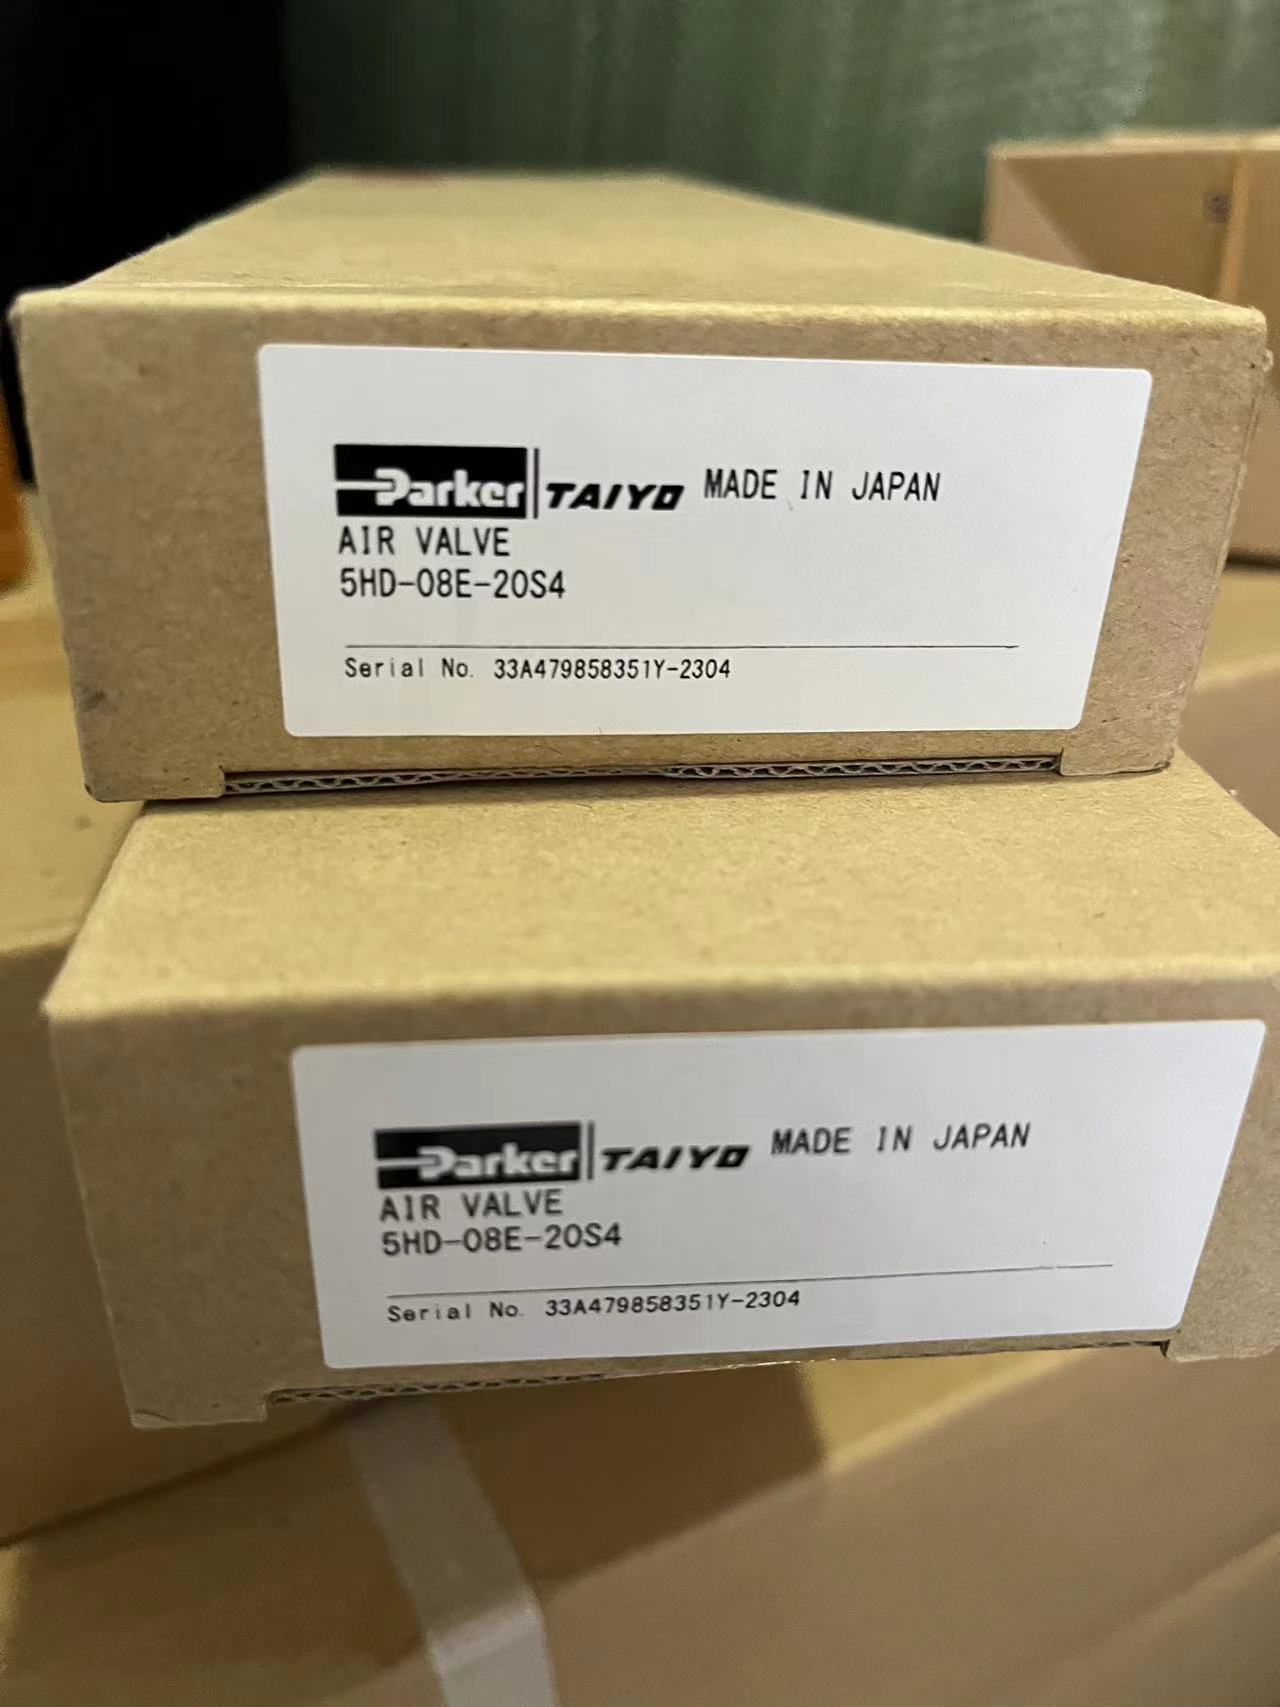 Parker TAIYO MADE IN JAPAN
AIR VALVE
5HD-08E-20S4
Serial No. 33A479858351Y-2304
Parker TAIYO MADE IN JAPAN
AIR VALVE
5HD-08E-20S4
Serial No. 33A479858351Y-2304